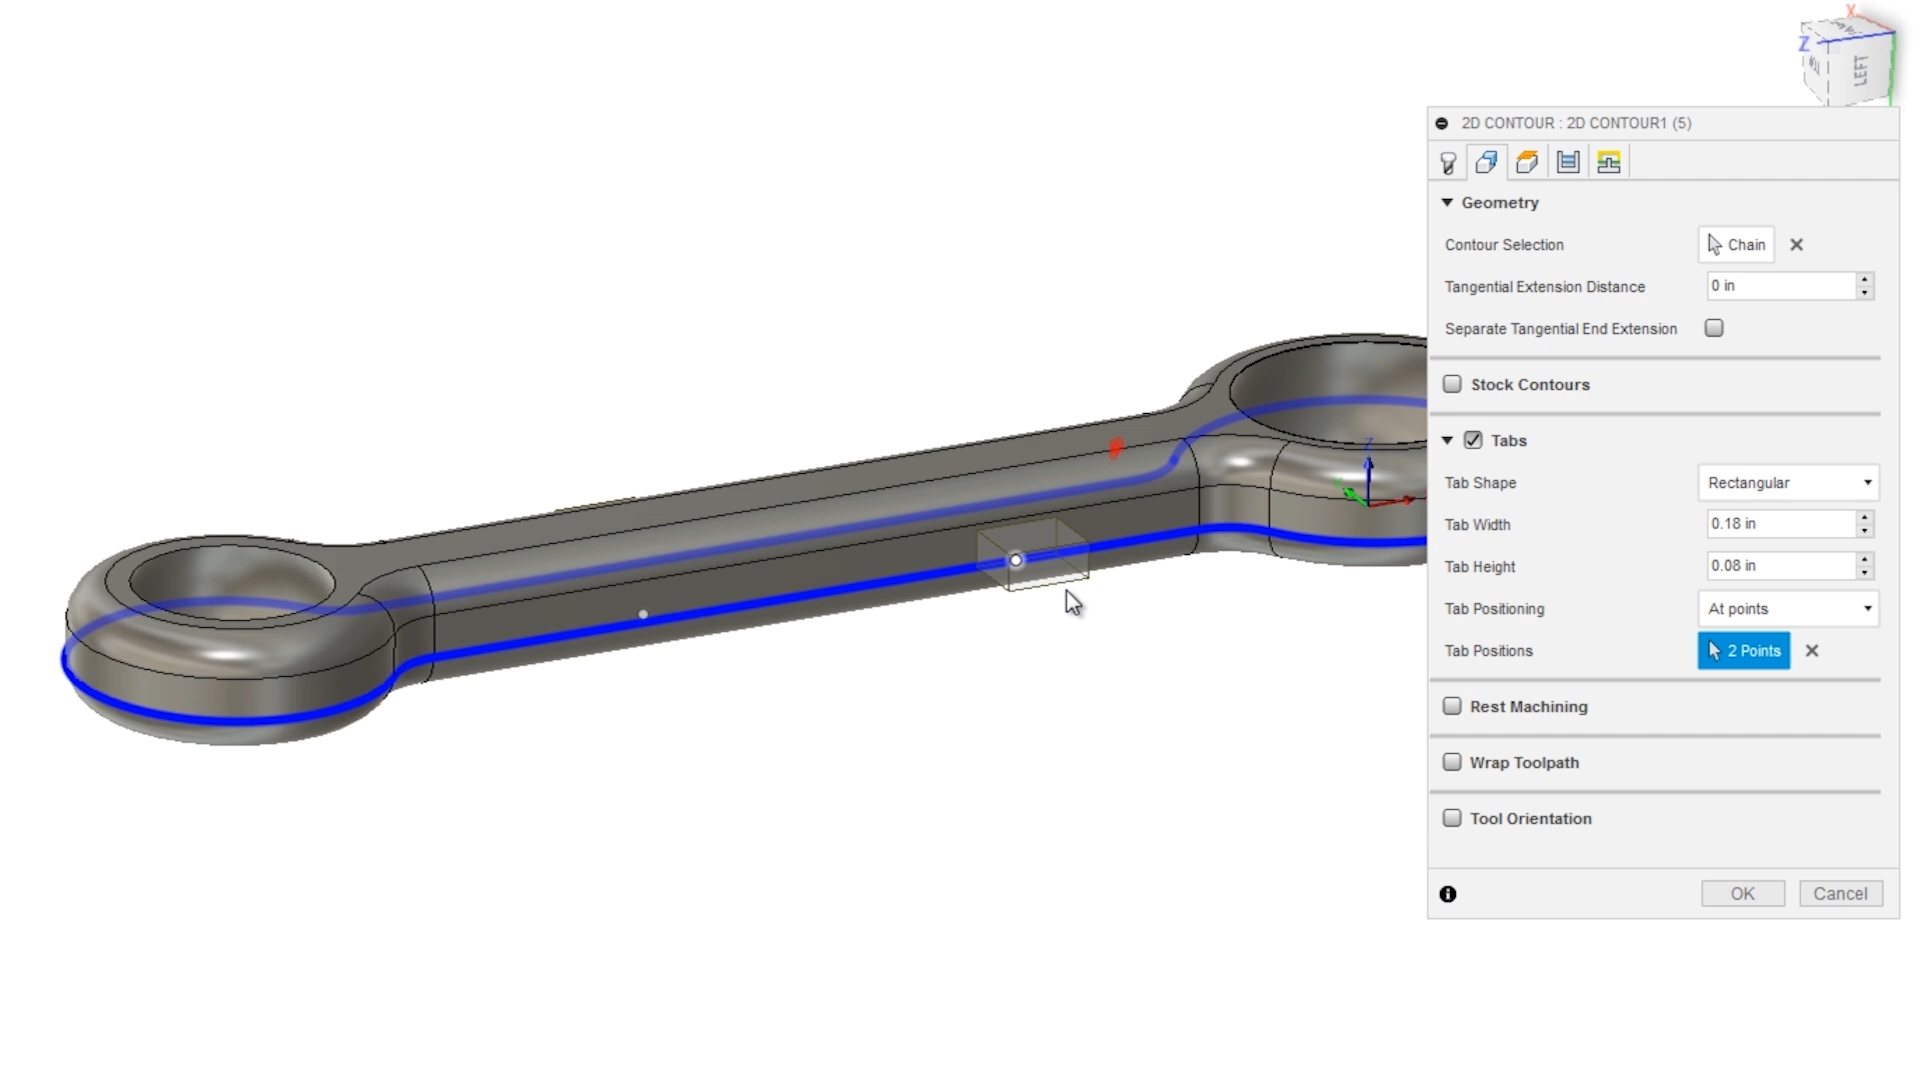 X
Z
LEFT
2D CONTOUR : 2D CONTOUR1 (5)
Geometry
Contour Selection Chain
Tangential Extension Distance 0 in
Separate Tangential End Extension
Stock Contours
Tabs
Tab Shape Rectangular
Tab Width 0.18 in
Tab Height 0.08 in
Tab Positioning At points
Tab Positions 2 Points
Rest Machining
Wrap Toolpath
Tool Orientation
OK Cancel
Z